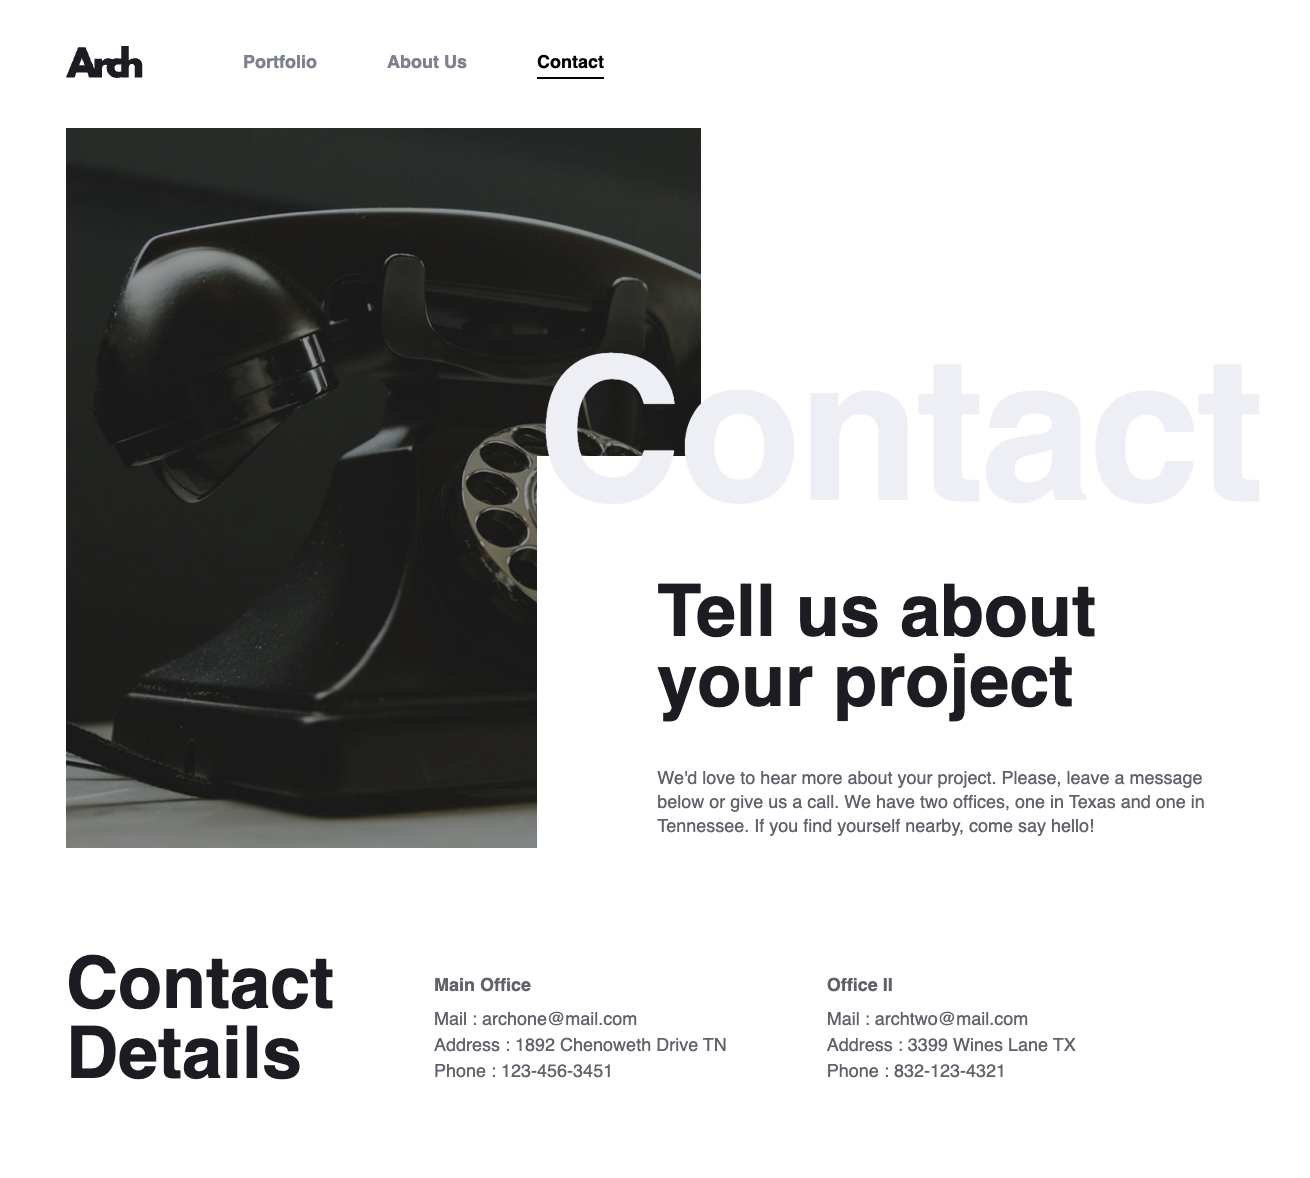 Arch
Portfolio
About Us
Contact
Contact
Tell us about
your project
We'd love to hear more about your project. Please, leave a message
below or give us a call. We have two offices, one in Texas and one in
Tennessee. If you find yourself nearby, come say hello!
Contact
Details
Main Office
Mail : archone@mail.com
Address : 1892 Chenoweth Drive TN
Phone : 123-456-3451
Office II
Mail : archtwo@mail.com
Address : 3399 Wines Lane TX
Phone : 832-123-4321